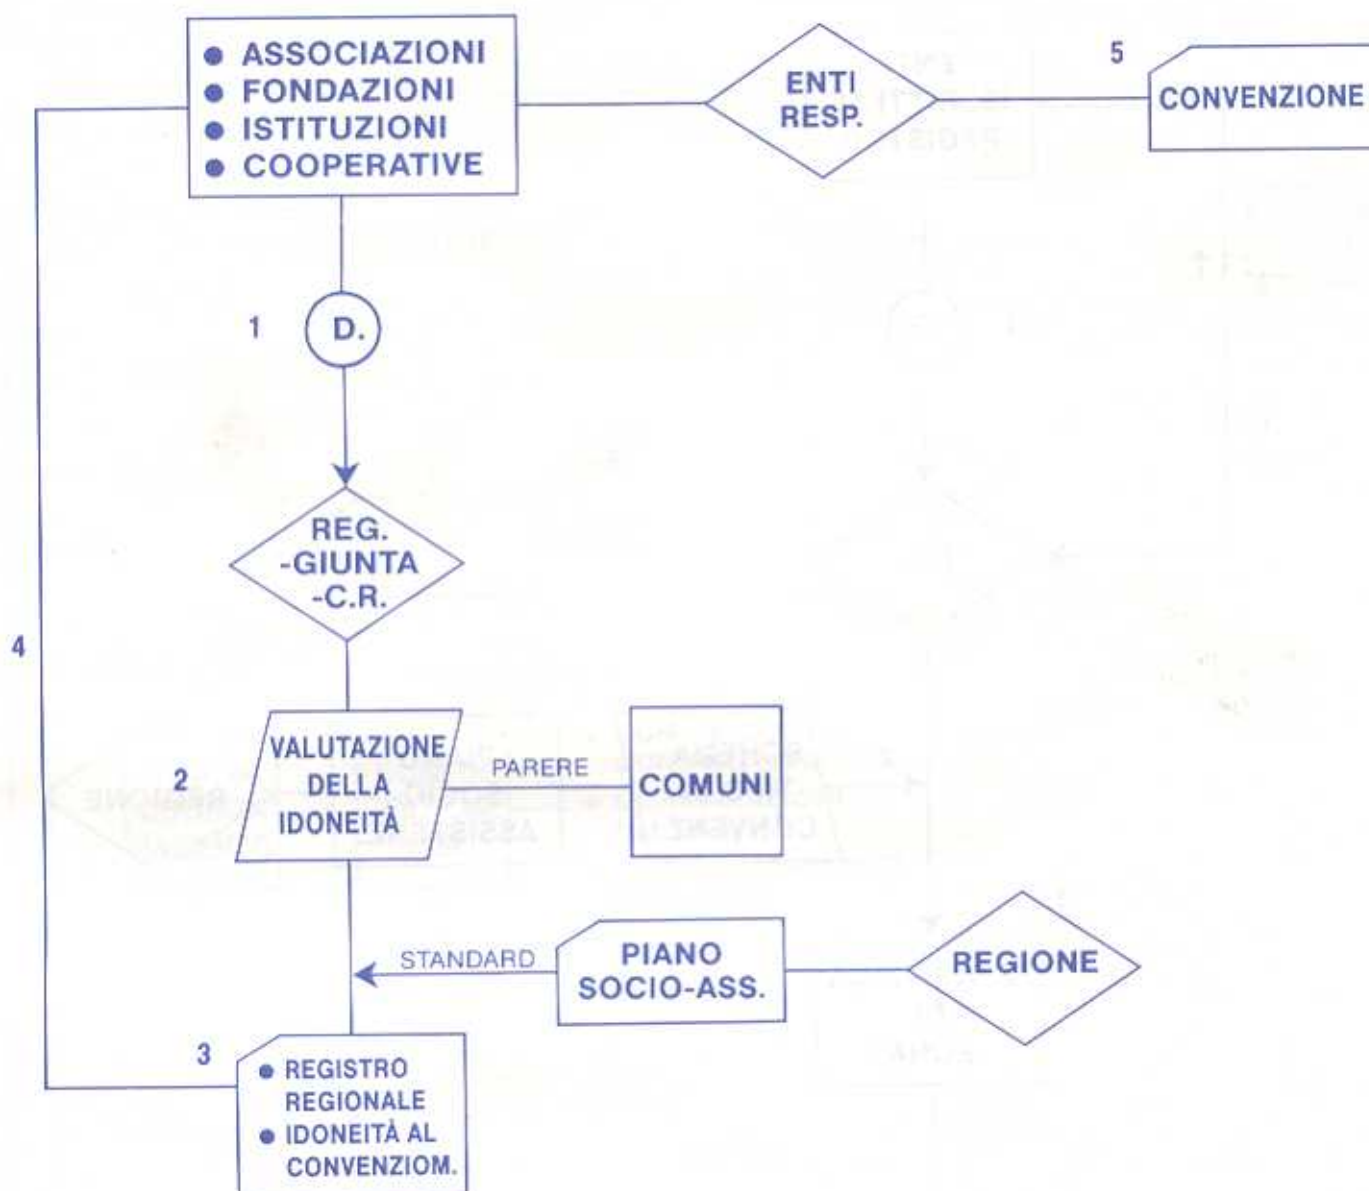 ● ASSOCIAZIONI
● FONDAZIONI
● ISTITUZIONI
● COOPERATIVE
ENTI
RESP.
5
CONVENZIONE
1
D.
REG.
-GIUNTA
-C.R.
4
2
VALUTAZIONE
DELLA
IDONEITÀ
PARERE
COMUNI
STANDARD
PIANO
SOCIO-ASS.
REGIONE
3
● REGISTRO
REGIONALE
● IDONEITÀ AL
CONVENZIOM.